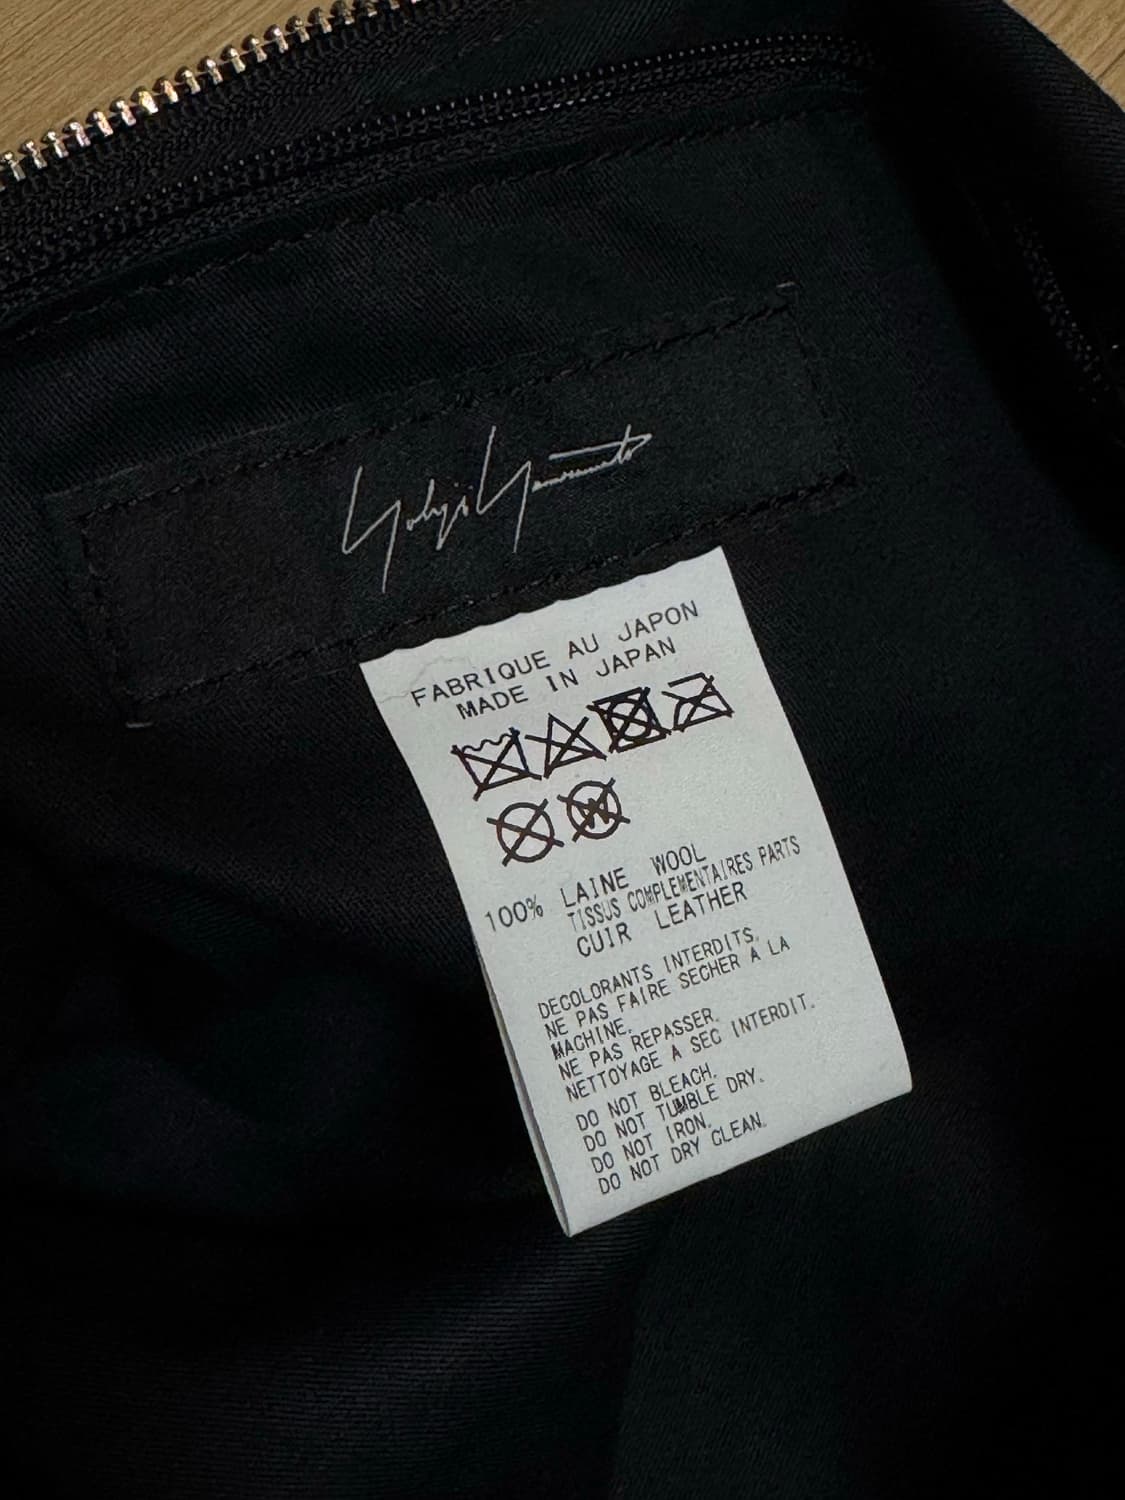 Yohji Yamamoto
FABRIQUE AU JAPON
MADE IN JAPAN
W
100% LAINE WOOL
TISSUS COMPLEMENTAIRES PARTS
CUIR LEATHER
DECOLORANTS INTERDITS.
NE PAS FAIRE SECHER A LA
MACHINE.
NE PAS REPASSER.
NETTOYAGE A SEC INTERDIT.
DO NOT BLEACH.
DO NOT TUMBLE DRY.
DO NOT IRON.
DO NOT DRY CLEAN.